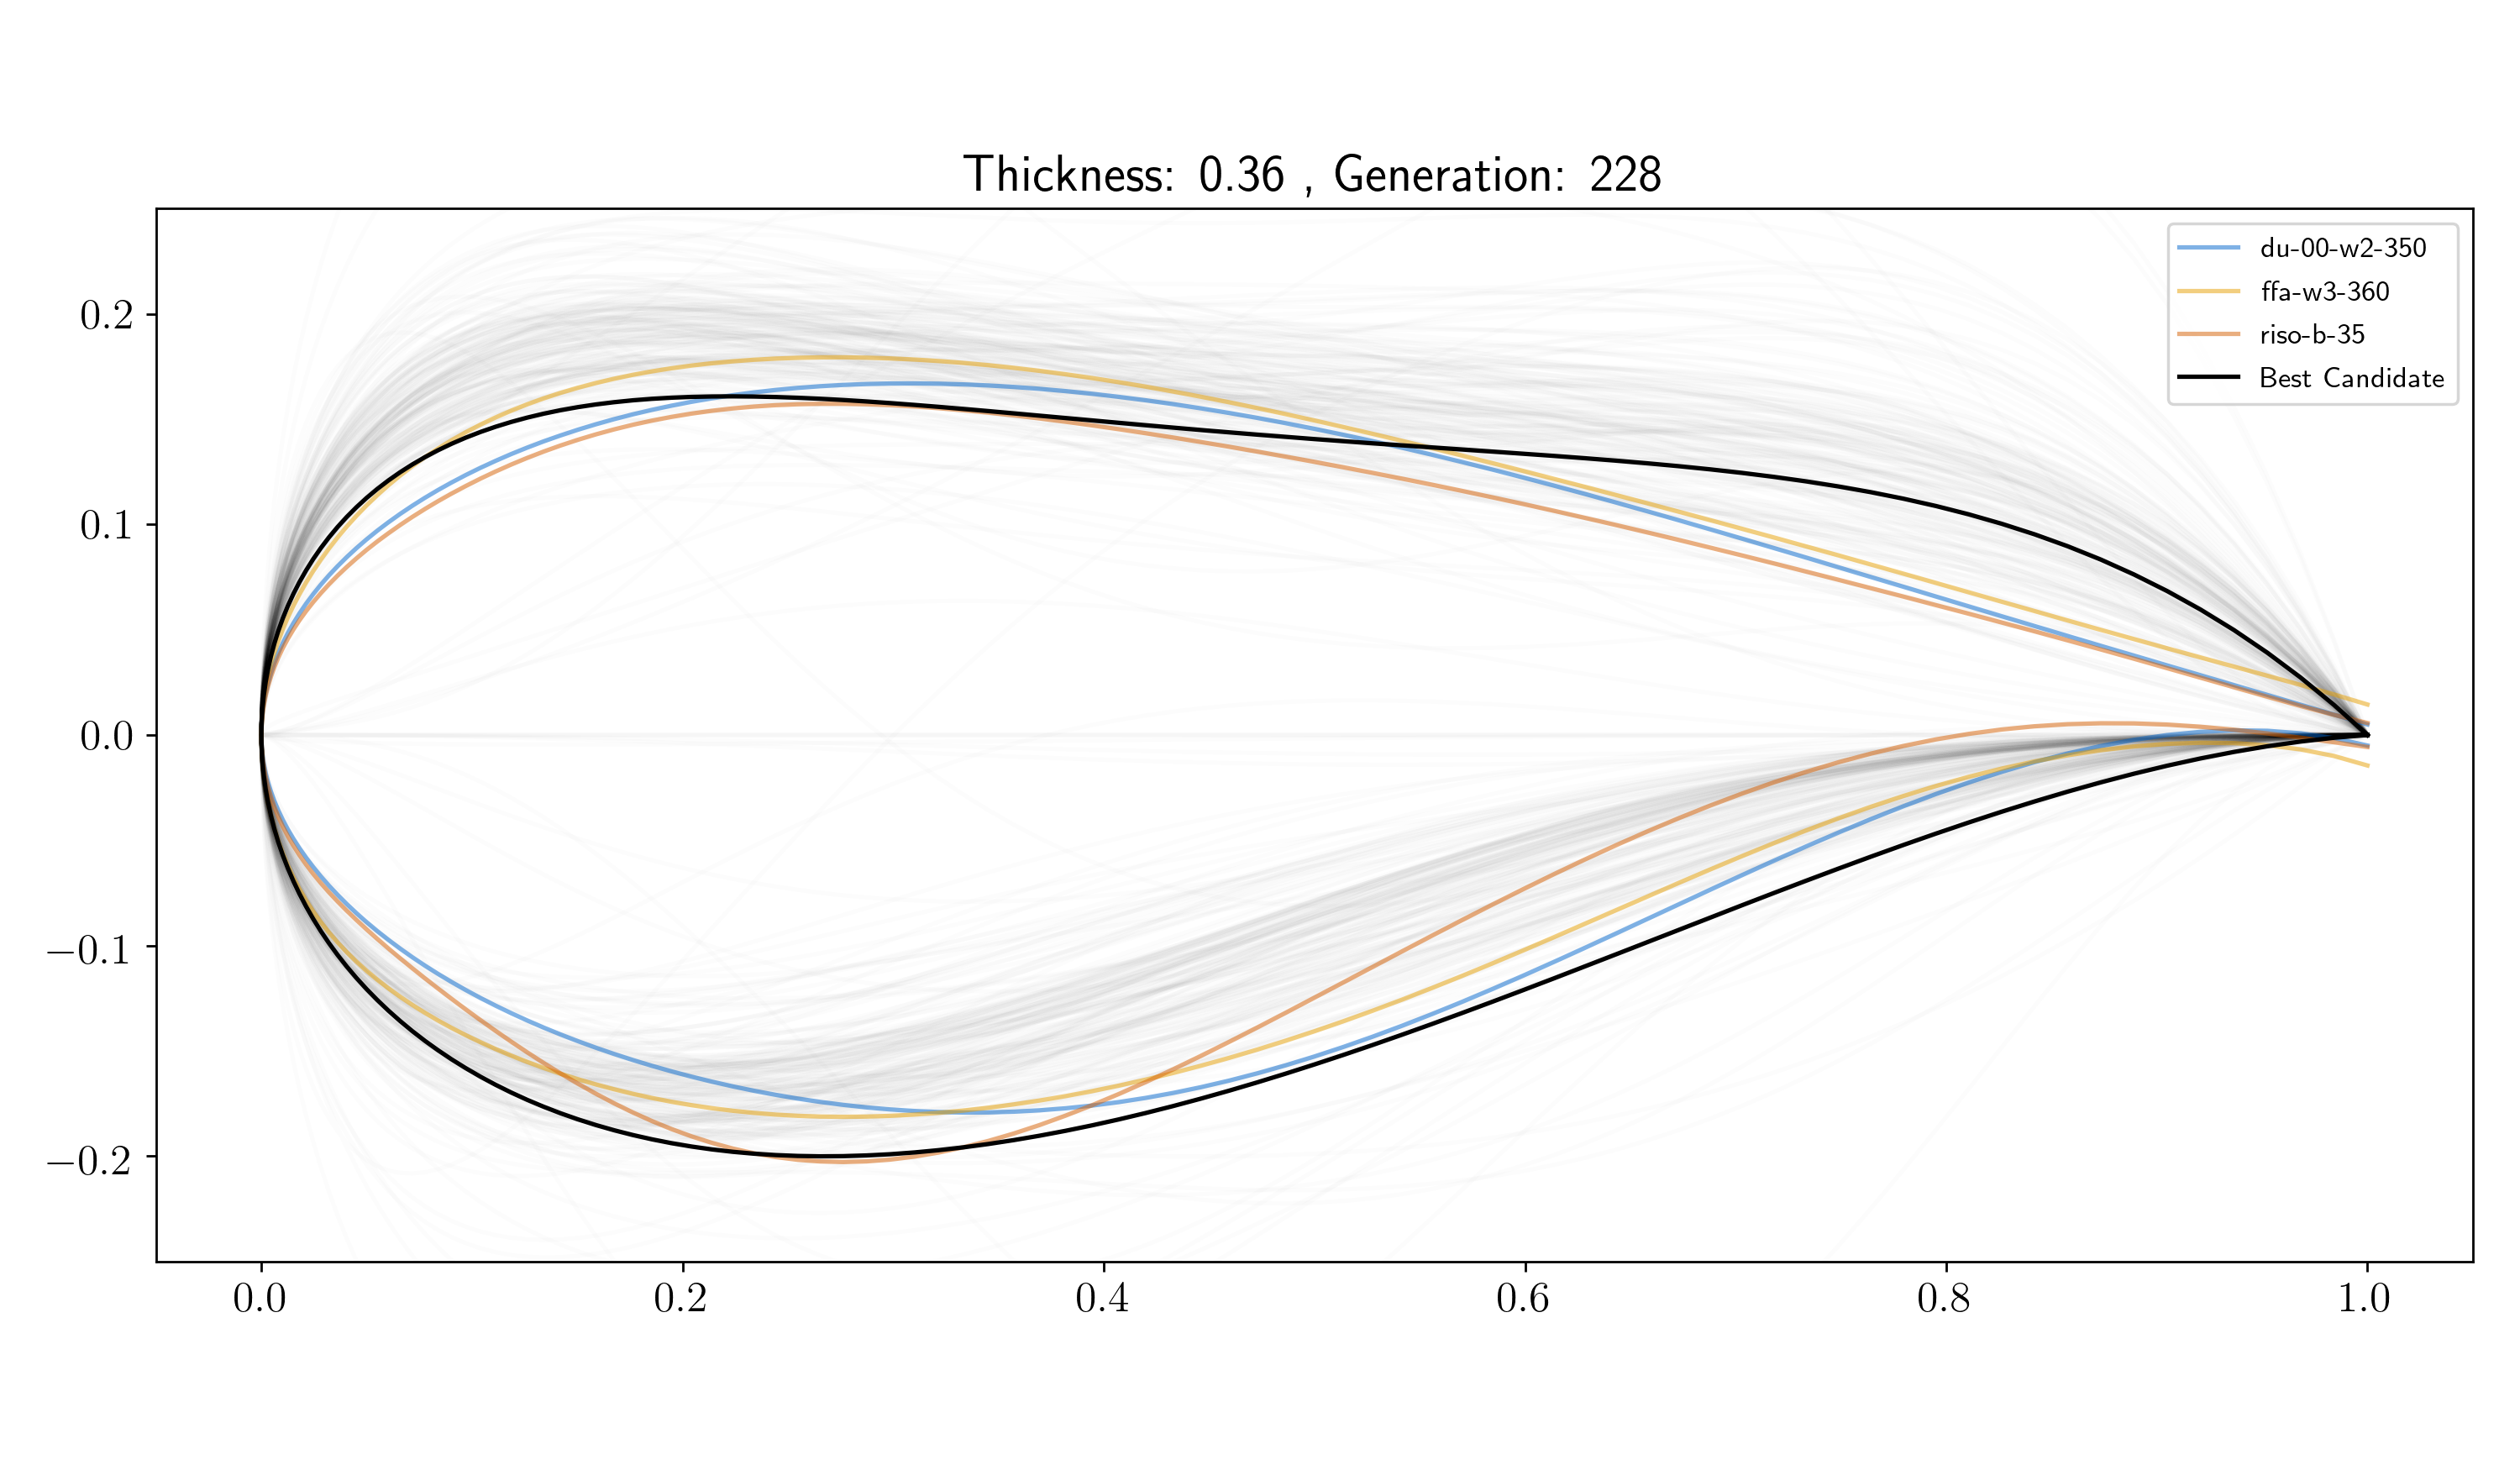 Thickness: 0.36 , Generation: 228
du-00-w2-350
ffa-w3-360
riso-b-35
Best Candidate
0.2
0.1
0.0
−0.1
−0.2
0.0 0.2 0.4 0.6 0.8 1.0